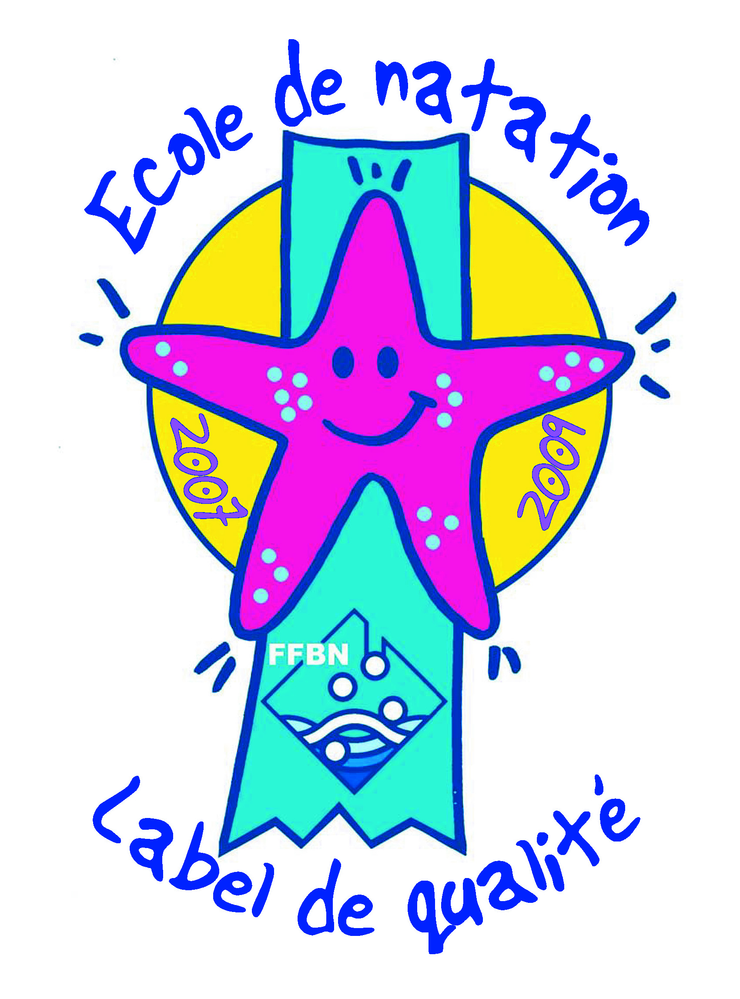 Ecole de natation
2007
2009
FFBN
Label de qualité